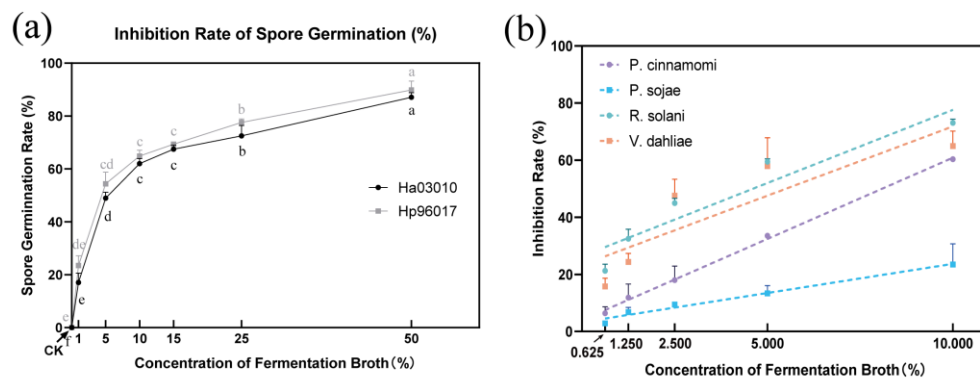 (a)
Inhibition Rate of Spore Germination (%)
Spore Germinnation Rate (%)
100
80
60
40
20
0
e
de
cd
c
c
b
a
f
e
d
c
c
b
a
Ha03010
Hp96017
CK
1
5
10
15
25
50
Concentration of Fermentation Broth(%)
(b)
Inhibition Rate (%)
100
80
60
40
20
0
P. cinnamomi
P. sojae
R. solani
V. dahliae
0.625
1.250
2.500
5.000
10.000
Concentration of Fermentation Broth(%)